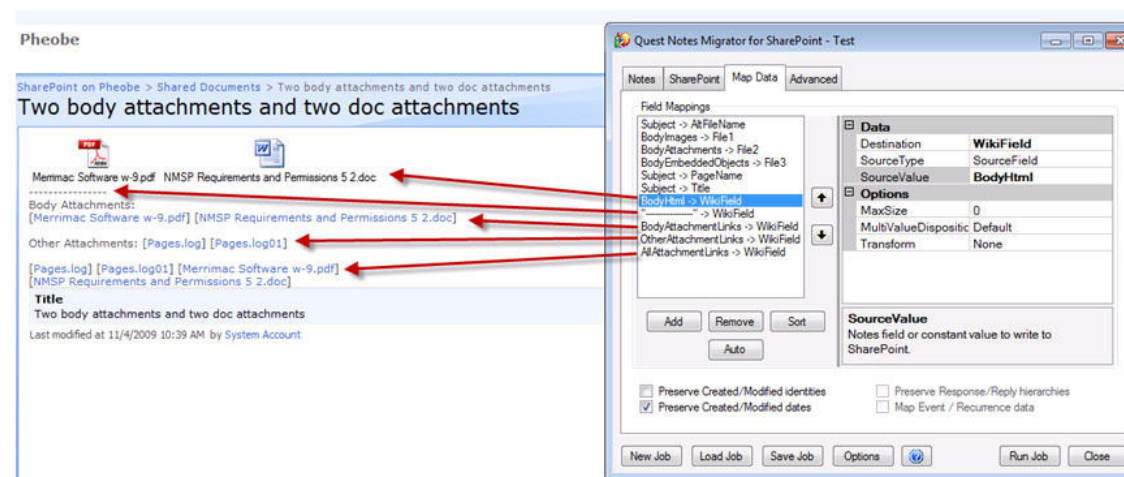 Pheobe
SharePoint on Pheobe > Shared Documents > Two body attachments and two doc attachments
Two body attachments and two doc attachments
Merrimac Software w-9.pdf NMSP Requirements and Permissions 5 2.doc
----------------
Body Attachments:
[Merrimac Software w-9.pdf] [NMSP Requirements and Permissions 5 2.doc]
Other Attachments: [Pages.log] [Pages.log01]
[Pages.log] [Pages.log01] [Merrimac Software w-9.pdf]
[NMSP Requirements and Permissions 5 2.doc]
Title
Two body attachments and two doc attachments
Last modified at 11/4/2009 10:39 AM by System Account
Quest Notes Migrator for SharePoint - Test
Notes SharePoint Map Data Advanced
Field Mappings
Subject -> AltFileName
BodyImages -> File1
BodyAttachments -> File2
BodyEmbeddedObjects -> File3
Subject -> PageName
Subject -> Title
BodyHtml -> WikiField
"----------------" -> WikiField
BodyAttachmentLinks -> WikiField
OtherAttachmentLinks -> WikiField
AllAttachmentLinks -> WikiField
Data
Destination WikiField
SourceType SourceField
SourceValue BodyHtml
Options
MaxSize 0
MultiValueDispositic Default
Transform None
Add Remove Sort
Auto
SourceValue
Notes field or constant value to write to
SharePoint.
Preserve Created/Modified identities
Preserve Created/Modified dates
Preserve Response/Reply hierarchies
Map Event / Recurrence data
New Job Load Job Save Job Options Run Job Close